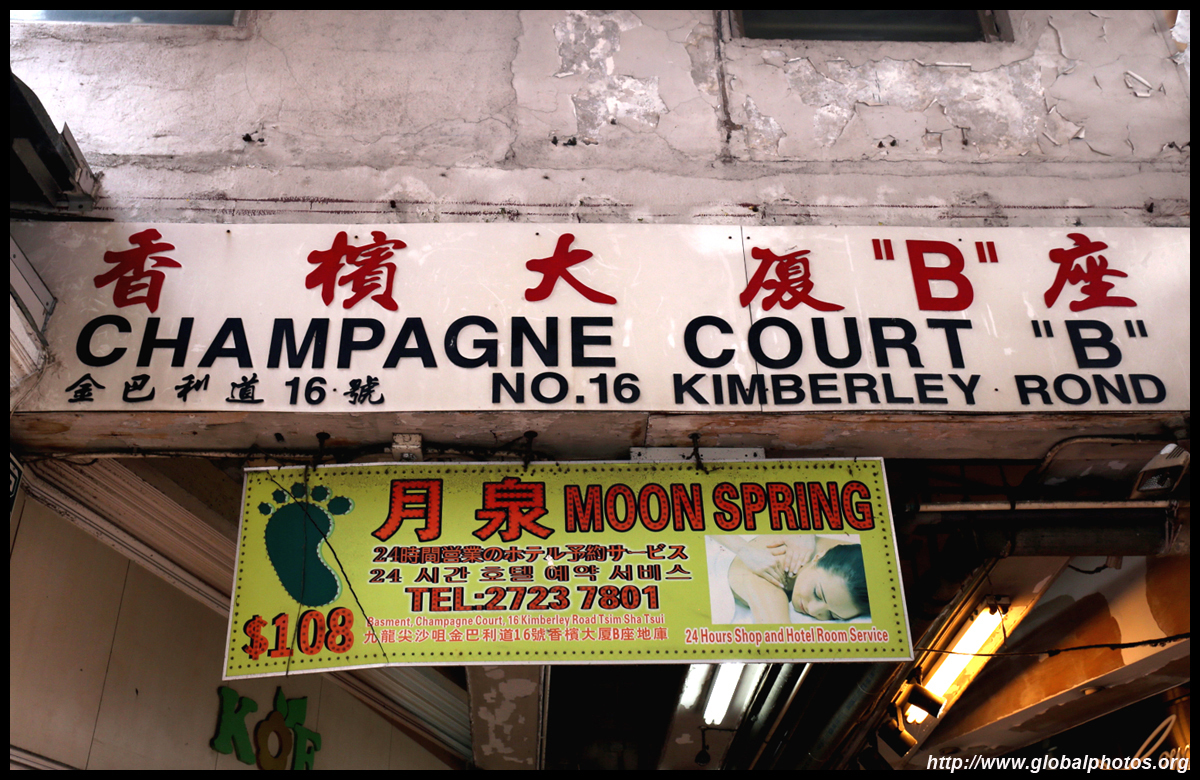 香檳大厦"B"座
CHAMPAGNE COURT "B"
金巴利道16·號 NO.16 KIMBERLEY ROND
月泉 MOON SPRING
24時間営業のホテル予約サービス
24 시간 호텔 예약 서비스
TEL:2723 7801
$108
Basment, Champagne Court, 16 Kimberley Road Tsim Sha Tsui
九龍尖沙咀金巴利道16號香檳大厦B座地庫
24 Hours Shop and Hotel Room Service
http://www.globalphotos.org